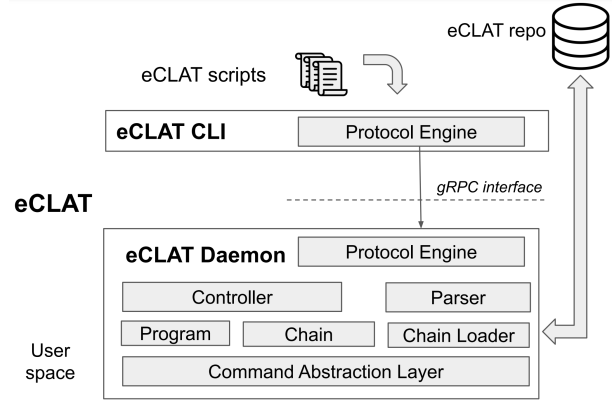 eCLAT repo
eCLAT scripts
eCLAT CLI
Protocol Engine
gRPC interface
eCLAT
eCLAT Daemon
Protocol Engine
Controller
Parser
Program
Chain
Chain Loader
User
space
Command Abstraction Layer